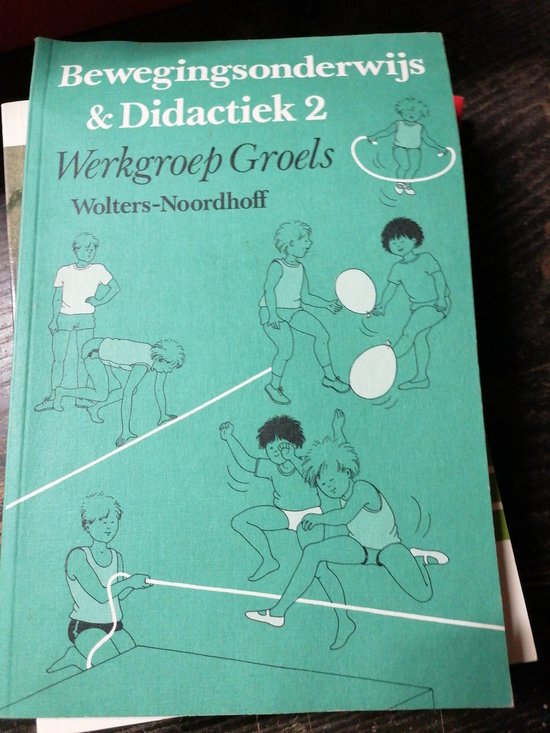 Bewegingsonderwijs
& Didactiek 2
Werkgroep Groels
Wolters-Noordhoff